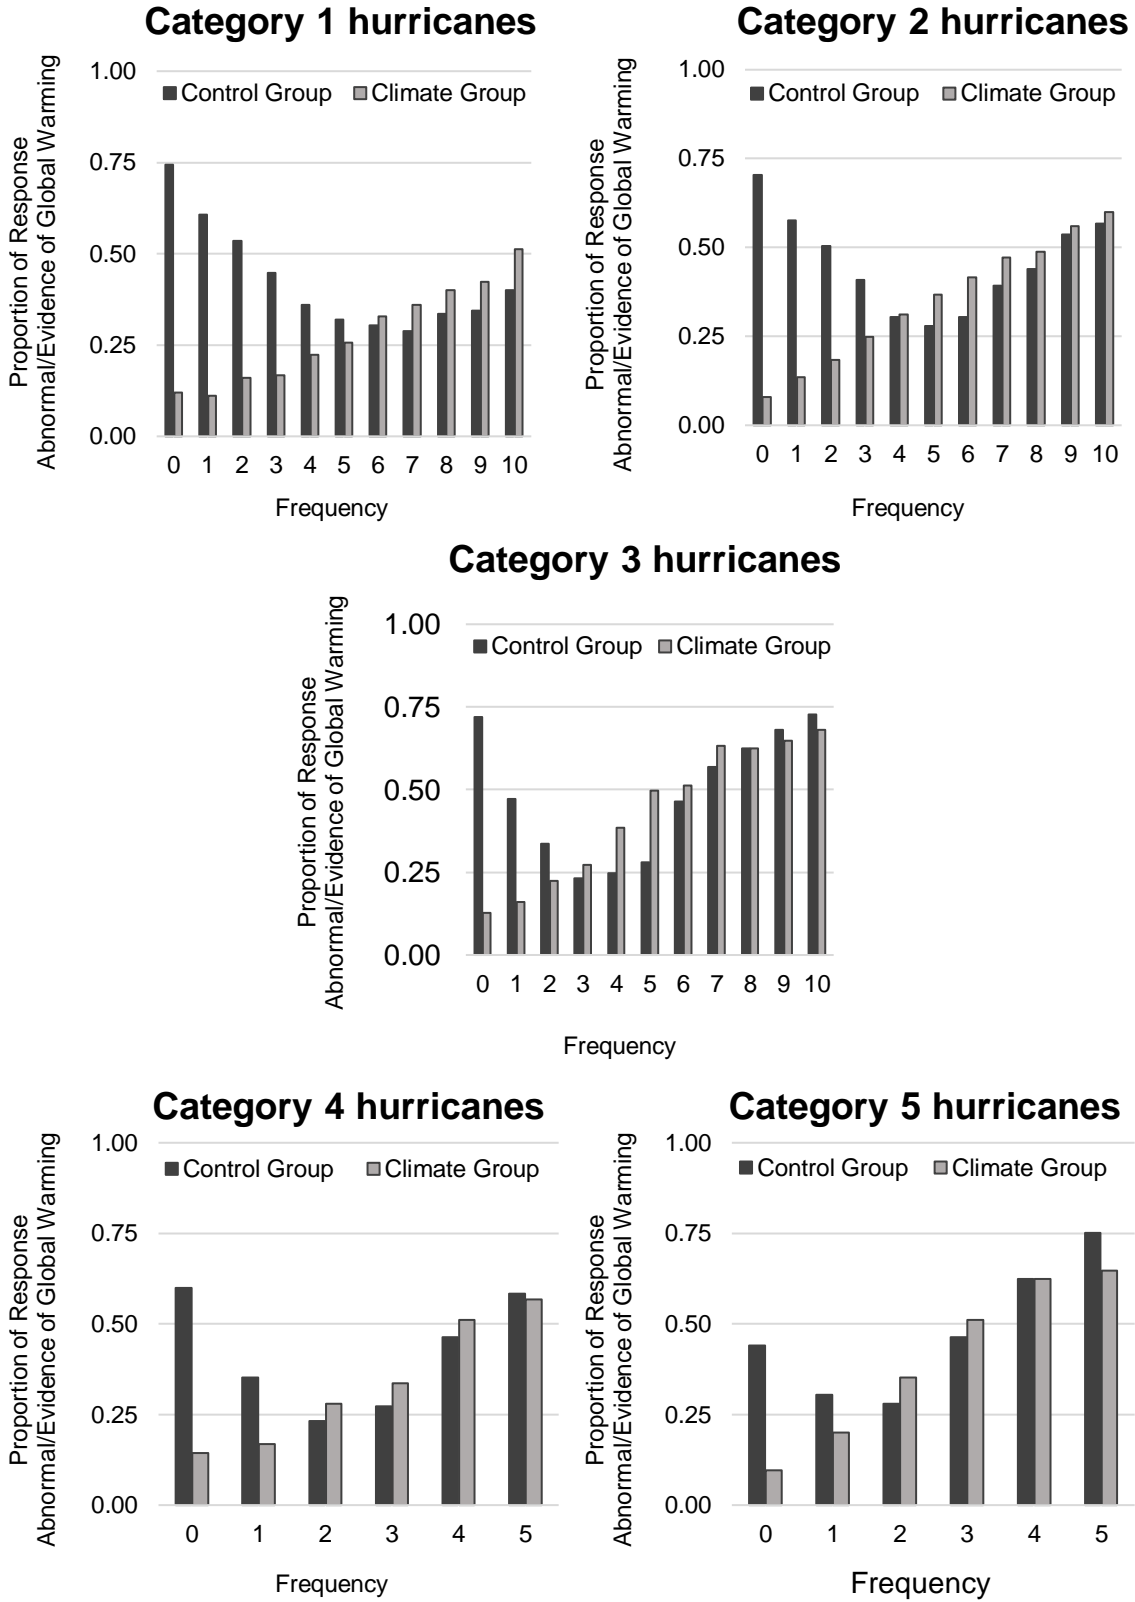 Category 1 hurricanes
Proportion of Response
Abnormal/Evidence of Global Warming
1.00
0.75
0.50
0.25
0.00
Control Group Climate Group
0 1 2 3 4 5 6 7 8 9 10
Frequency
Category 2 hurricanes
Proportion of Response
Abnormal/Evidence of Global Warming
1.00
0.75
0.50
0.25
0.00
Control Group Climate Group
0 1 2 3 4 5 6 7 8 9 10
Frequency
Category 3 hurricanes
Proportion of Response
Abnormal/Evidence of Global Warming
1.00
0.75
0.50
0.25
0.00
Control Group Climate Group
0 1 2 3 4 5 6 7 8 9 10
Frequency
Category 4 hurricanes
Proportion of Response
Abnormal/Evidence of Global Warming
1.00
0.75
0.50
0.25
0.00
Control Group Climate Group
0 1 2 3 4 5
Frequency
Category 5 hurricanes
Proportion of Response
Abnormal/Evidence of Global Warming
1.00
0.75
0.50
0.25
0.00
Control Group Climate Group
0 1 2 3 4 5
Frequency